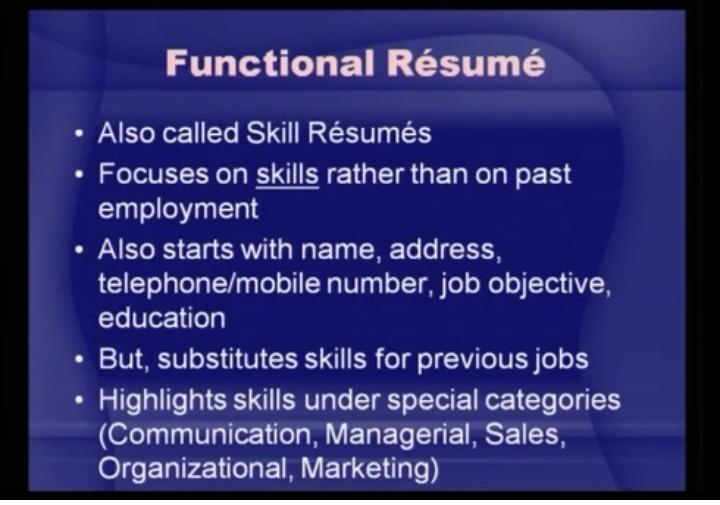 Functional Résumé
• Also called Skill Résumés
• Focuses on skills rather than on past
employment
• Also starts with name, address,
telephone/mobile number, job objective,
education
• But, substitutes skills for previous jobs
• Highlights skills under special categories
(Communication, Managerial, Sales,
Organizational, Marketing)